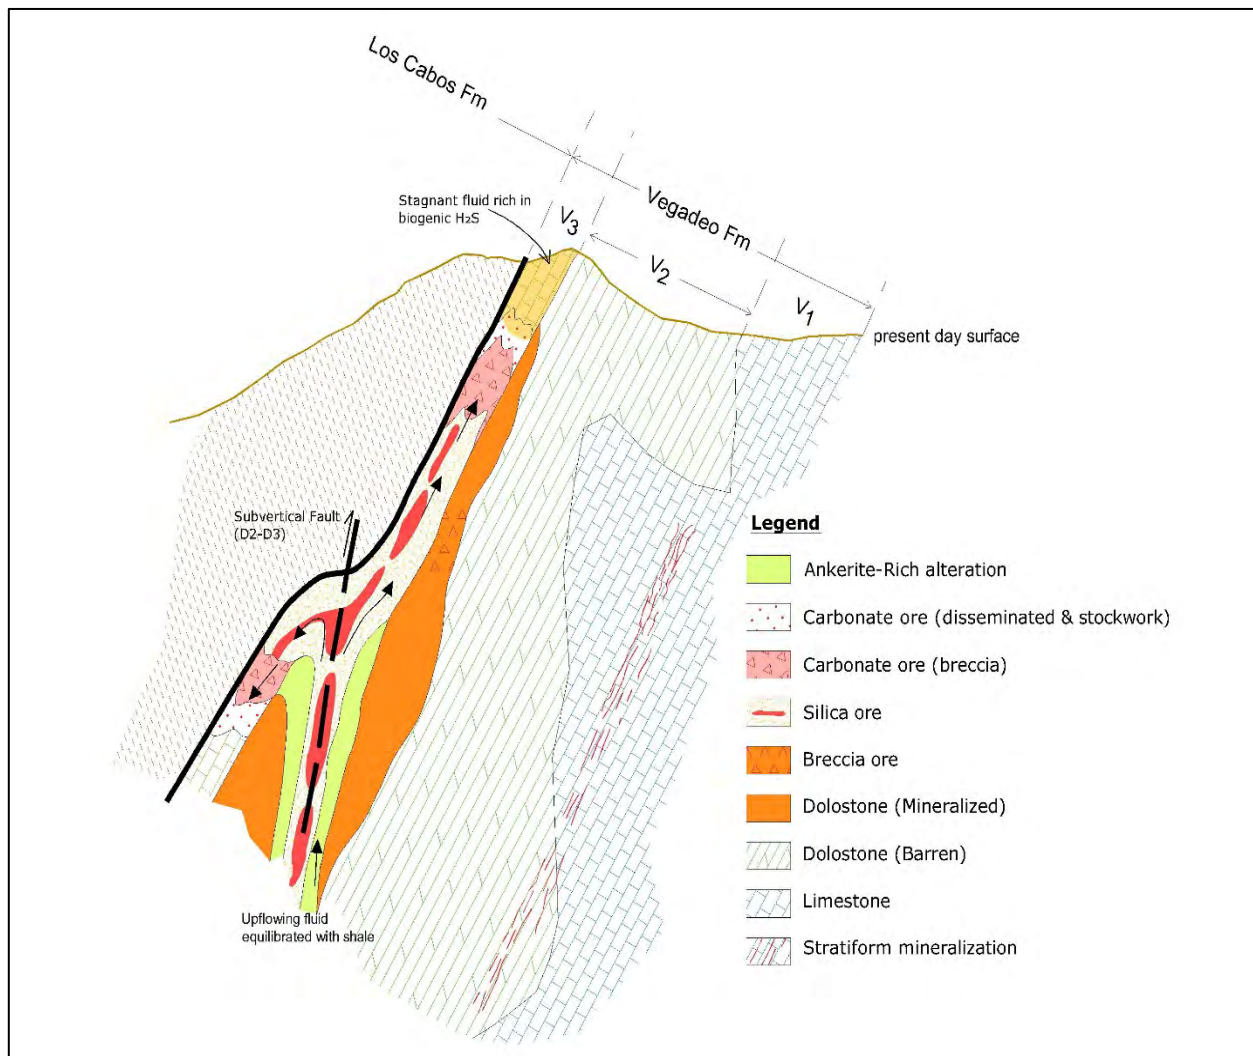 Los Cabos Fm
Vegadeo Fm
Stagnant fluid rich in
biogenic H₂S
V3
V2
V1
present day surface
Subvertical Fault
(D2-D3)
Legend
Ankerite-Rich alteration
Carbonate ore (disseminated & stockwork)
Carbonate ore (breccia)
Silica ore
Breccia ore
Dolostone (Mineralized)
Dolostone (Barren)
Limestone
Stratiform mineralization
Upflowing fluid
equilibrated with shale